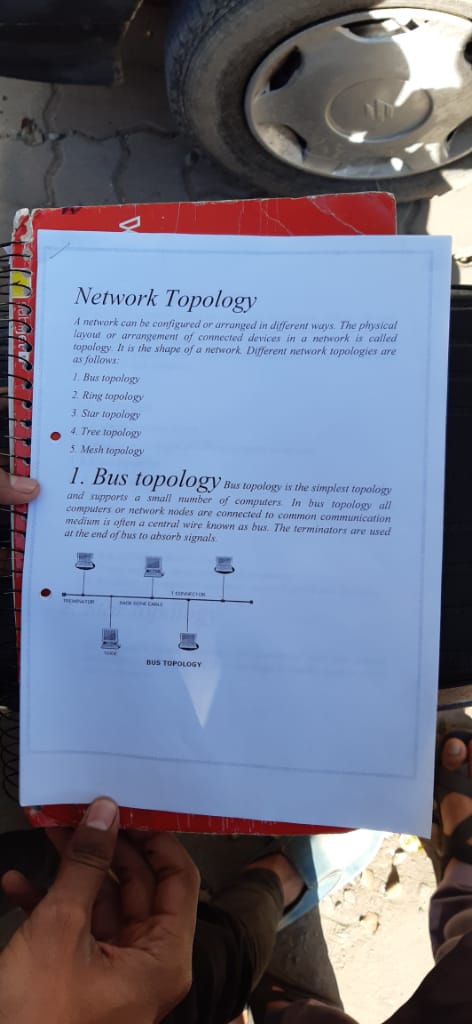 Network Topology
A network can be configured or arranged in different ways. The physical
layout or arrangement of connected devices in a network is called
topology. It is the shape of a network. Different network topologies are
as follows:
1. Bus topology
2. Ring topology
3. Star topology
4. Tree topology
5. Mesh topology
1. Bus topology Bus topology is the simplest topology
and supports a small number of computers. In bus topology all
computers or network nodes are connected to common communication
medium is often a central wire known as bus. The terminators are used
at the end of bus to absorb signals.
T CONNECTOR
BACK BONE CABLE
NODE
BUS TOPOLOGY